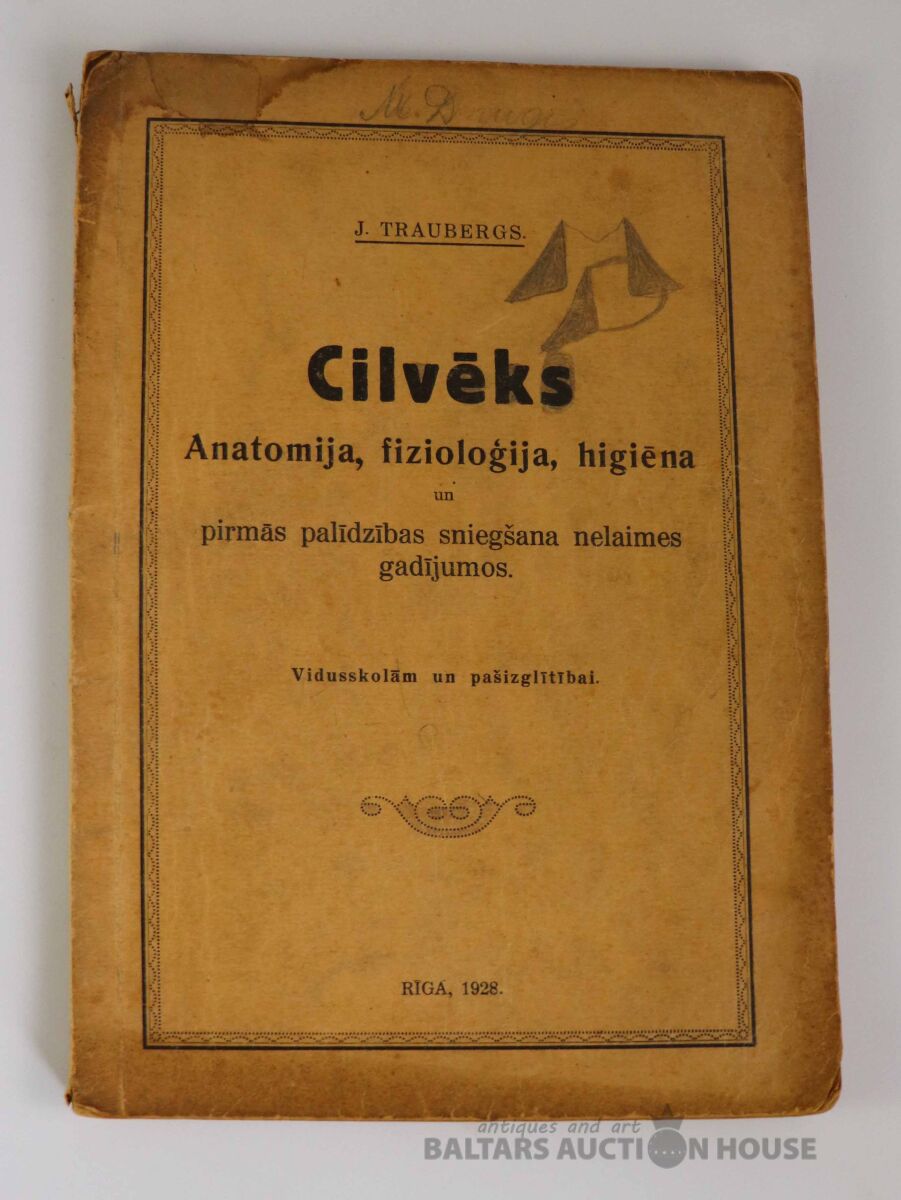 J. TRAUBERGS.
Cilvēks
Anatomija, fizioloģija, higiēna
un
pirmās palīdzības sniegšana nelaimes
gadījumos.
Vidusskolām un pašizglītībai.
RĪGA, 1928.
antiques and art
BALTARS AUCTION HOUSE